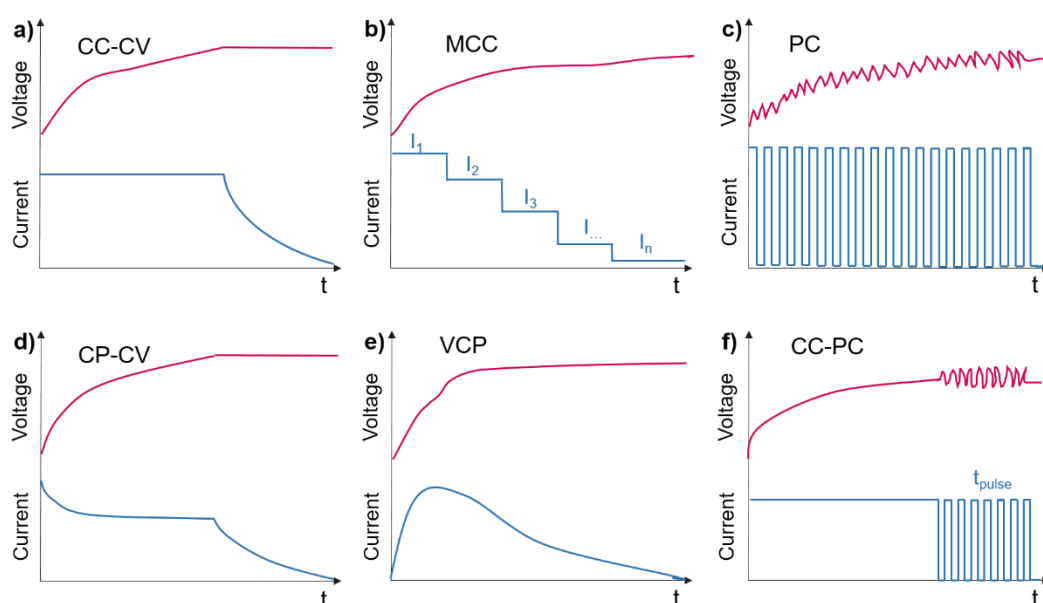 a)
CC-CV
Voltage
Current
t
b)
MCC
Voltage
Current
I1
I2
I3
I...
In
t
c)
PC
Voltage
Current
t
d)
CP-CV
Voltage
Current
t
e)
VCP
Voltage
Current
t
f)
CC-PC
Voltage
Current
tpulse
t